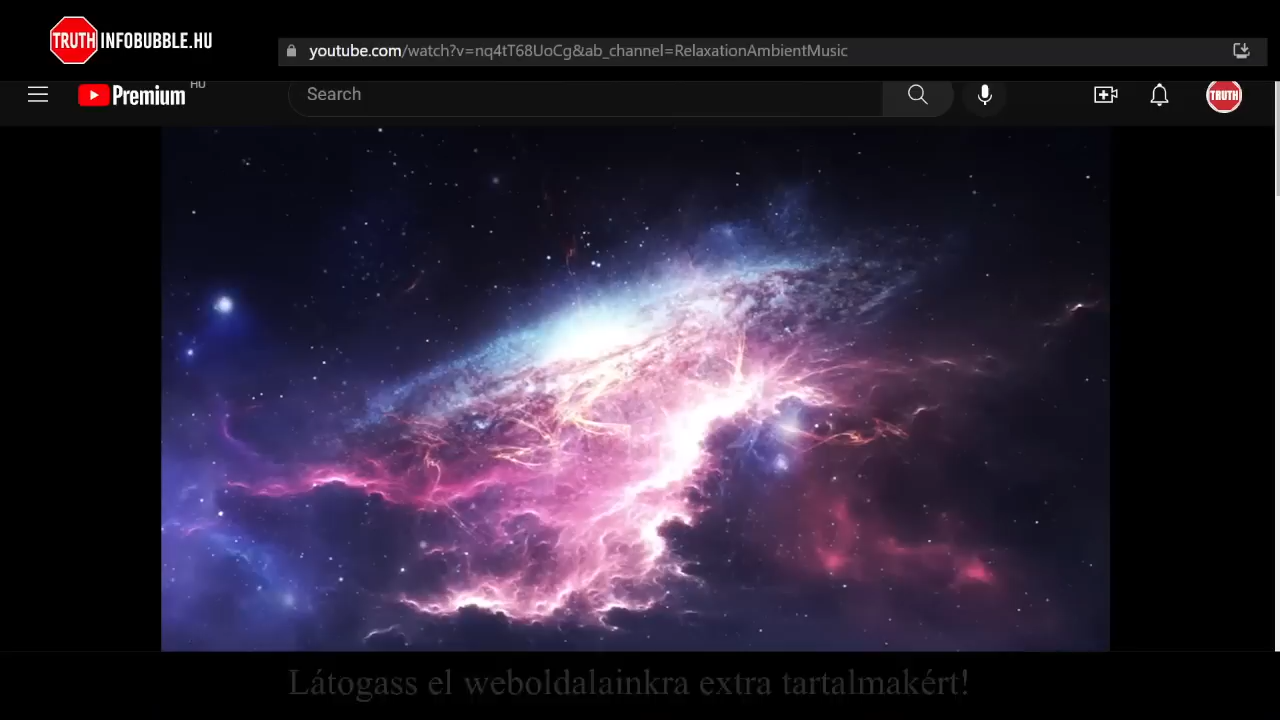 TRUTH INFOBUBBLE.HU
youtube.com/watch?v=nq4tT68UoCg&ab_channel=RelaxationAmbientMusic
Premium HU
Search
TRUTH
Látogass el weboldalainkra extra tartalmakért!